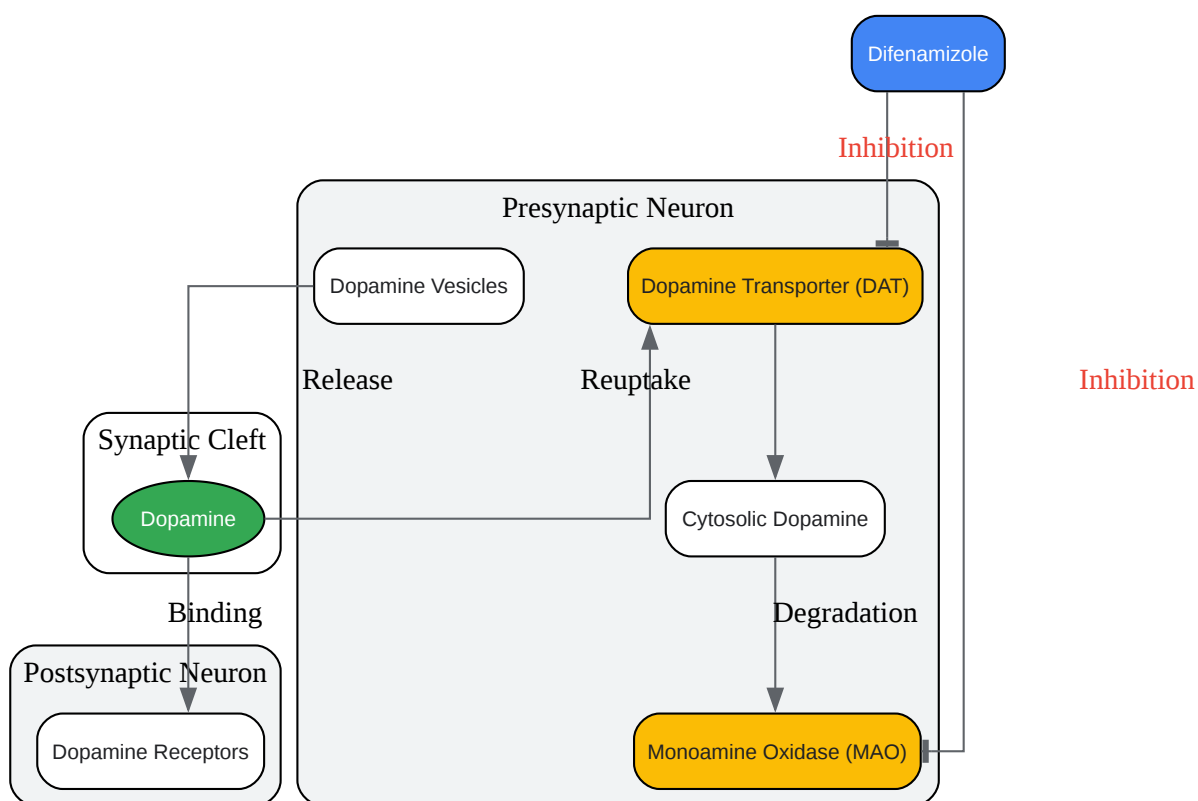 Difenamizole
Inhibition
Presynaptic Neuron
Dopamine Vesicles
Dopamine Transporter (DAT)
Release
Reuptake
Inhibition
Synaptic Cleft
Dopamine
Cytosolic Dopamine
Binding
Degradation
Postsynaptic Neuron
Dopamine Receptors
Monoamine Oxidase (MAO)